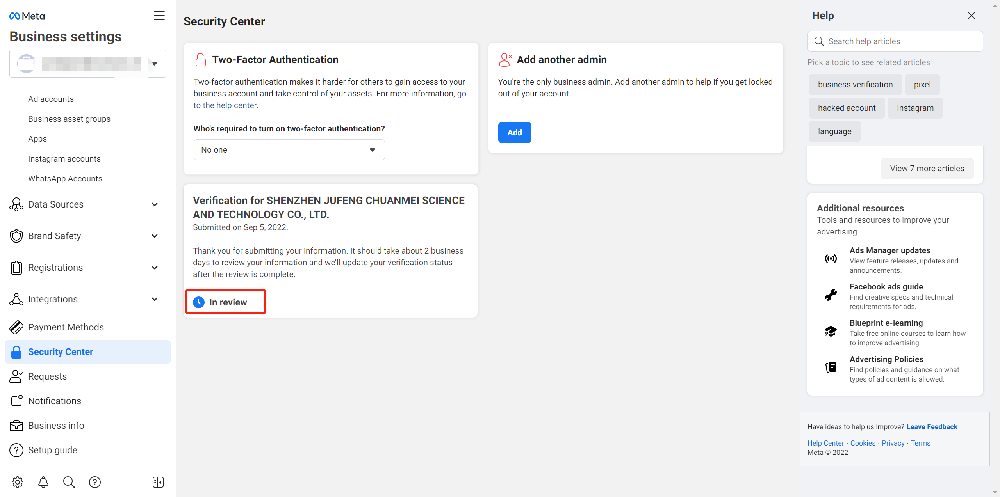 Meta
Business settings
Ad accounts
Business asset groups
Apps
Instagram accounts
WhatsApp Accounts
Data Sources
Brand Safety
Registrations
Integrations
Payment Methods
Security Center
Requests
Notifications
Business info
Setup guide
Security Center
Two-Factor Authentication
Two-factor authentication makes it harder for others to gain access to your
business account and take control of your assets. For more information, go
to the help center.
Who's required to turn on two-factor authentication?
No one
Add another admin
You’re the only business admin. Add another admin to help if you get locked
out of your account.
Add
Verification for SHENZHEN JUFENG CHUANMEI SCIENCE
AND TECHNOLOGY CO., LTD.
Submitted on Sep 5, 2022.
Thank you for submitting your information. It should take about 2 business
days to review your information and we’ll update your verification status
after the review is complete.
In review
Help
Search help articles
Pick a topic to see related articles
business verification pixel
hacked account Instagram
language
View 7 more articles
Additional resources
Tools and resources to improve your
advertising.
Ads Manager updates
View feature releases, updates and
announcements.
Facebook ads guide
Find creative specs and technical
requirements for ads.
Blueprint e-learning
Take free online courses to learn how
to improve advertising.
Advertising Policies
Find policies and guidance on what
types of ad content is allowed.
Have ideas to help us improve? Leave Feedback
Help Center · Cookies · Privacy · Terms
Meta © 2022